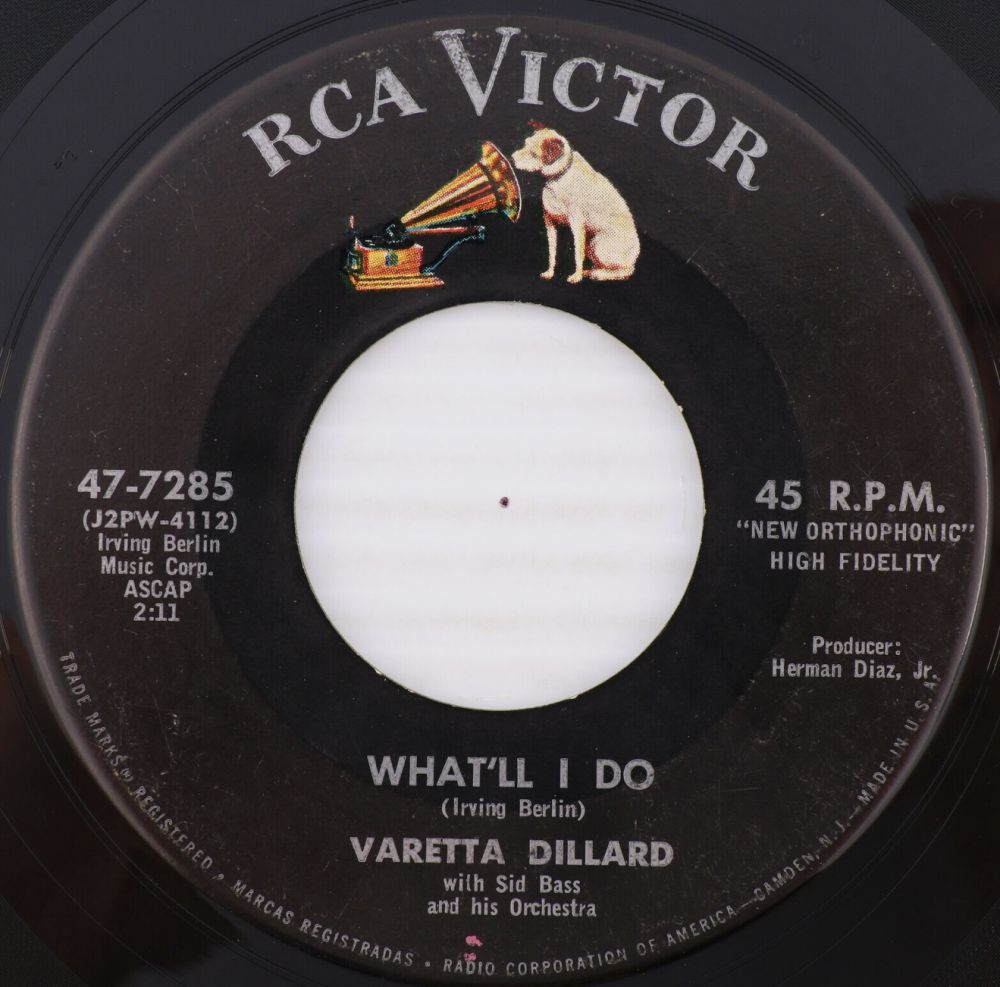 RCA VICTOR
47-7285
(J2PW-4112)
Irving Berlin
Music Corp.
ASCAP
2:11
45 R.P.M.
"NEW ORTHOPHONIC"
HIGH FIDELITY
Producer:
Herman Diaz, Jr.
WHAT'LL I DO
(Irving Berlin)
VARETTA DILLARD
with Sid Bass
and his Orchestra
TRADE MARKS ® REGISTERED • MARCAS REGISTRADAS • RADIO CORPORATION OF AMERICA—CAMDEN, N.J.—MADE IN U.S.A.